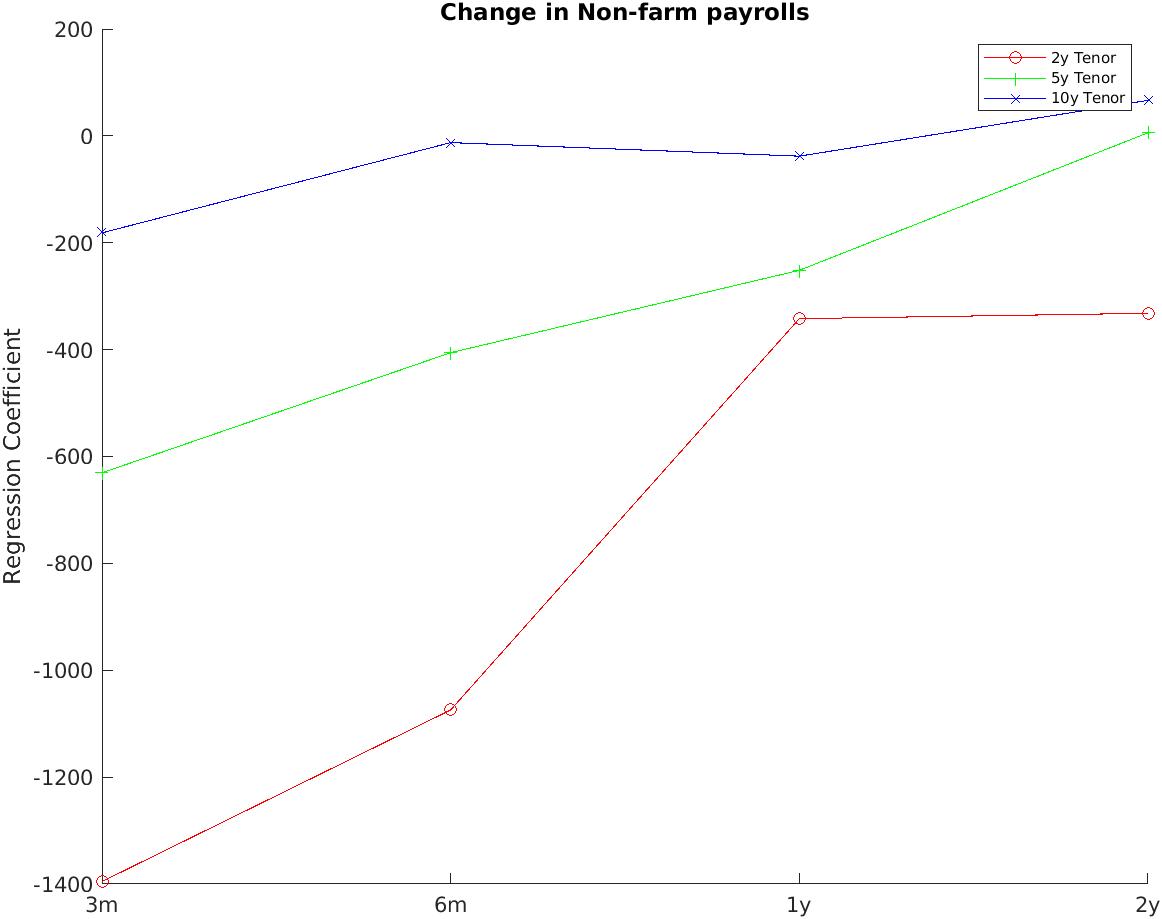 Change in Non-farm payrolls
200
0
-200
-400
-600
-800
-1000
-1200
-1400
Regression Coefficient
2y Tenor
5y Tenor
10y Tenor
3m
6m
1y
2y